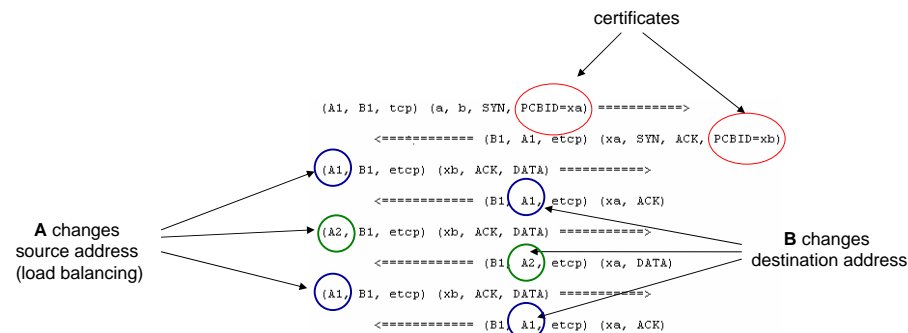 certificates
(A1, B1, tcp) (a, b, SYN, PCBID=xa) ===========>
<=========== (B1, A1, etcp) (xa, SYN, ACK, PCBID=xb)
(A1, B1, etcp) (xb, ACK, DATA) ===========>
<=========== (B1, A1, etcp) (xa, ACK)
A changes
source address
(load balancing)
(A2, B1, etcp) (xb, ACK, DATA) ===========>
B changes
destination address
<=========== (B1, A2, etcp) (xa, DATA)
(A1, B1, etcp) (xb, ACK, DATA) ===========>
<=========== (B1, A1, etcp) (xa, ACK)